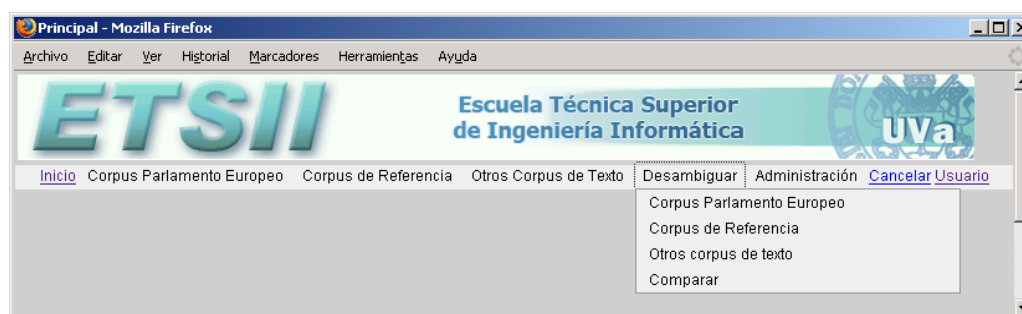 Principal - Mozilla Firefox
Archivo Editar Ver Historial Marcadores Herramientas Ayuda
ETSII
Escuela Técnica Superior
de Ingeniería Informática
UVa
Inicio Corpus Parlamento Europeo Corpus de Referencia Otros Corpus de Texto Desambiguar Administración Cancelar Usuario
Corpus Parlamento Europeo
Corpus de Referencia
Otros corpus de texto
Comparar